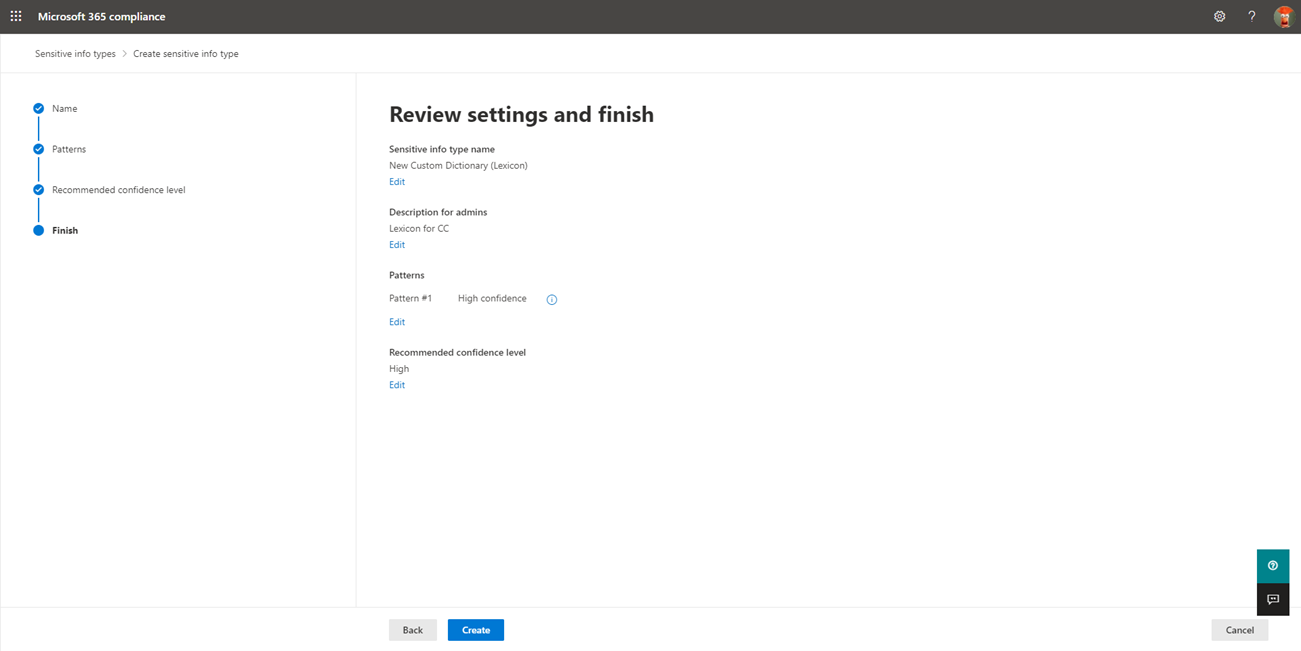 Microsoft 365 compliance
?
Sensitive info types > Create sensitive info type
Name
Patterns
Recommended confidence level
Finish
Review settings and finish
Sensitive info type name
New Custom Dictionary (Lexicon)
Edit
Description for admins
Lexicon for CC
Edit
Patterns
Pattern #1 High confidence
Edit
Recommended confidence level
High
Edit
Back
Create
Cancel